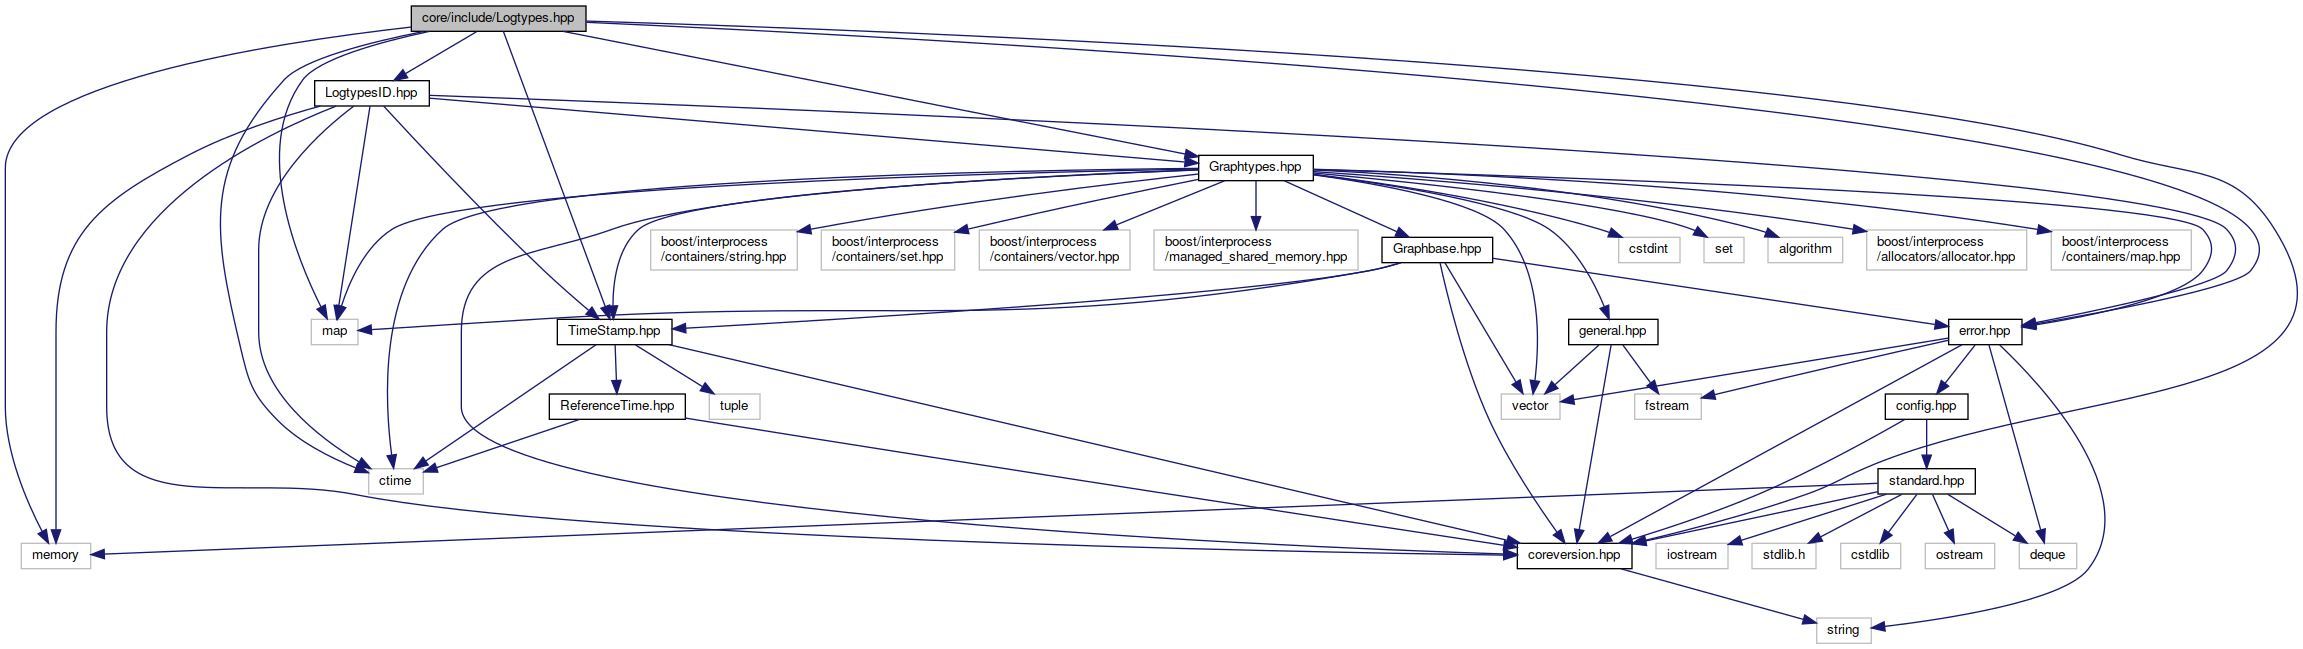 core/include/Logtypes.hpp
LogtypesID.hpp
Graphtypes.hpp
boost/interprocess
/containers/string.hpp
boost/interprocess
/containers/set.hpp
boost/interprocess
/containers/vector.hpp
boost/interprocess
/managed_shared_memory.hpp
Graphbase.hpp
cstdint
set
algorithm
boost/interprocess
/allocators/allocator.hpp
boost/interprocess
/containers/map.hpp
map
TimeStamp.hpp
general.hpp
error.hpp
ReferenceTime.hpp
tuple
vector
fstream
config.hpp
ctime
standard.hpp
memory
coreversion.hpp
iostream
stdlib.h
cstdlib
ostream
deque
string